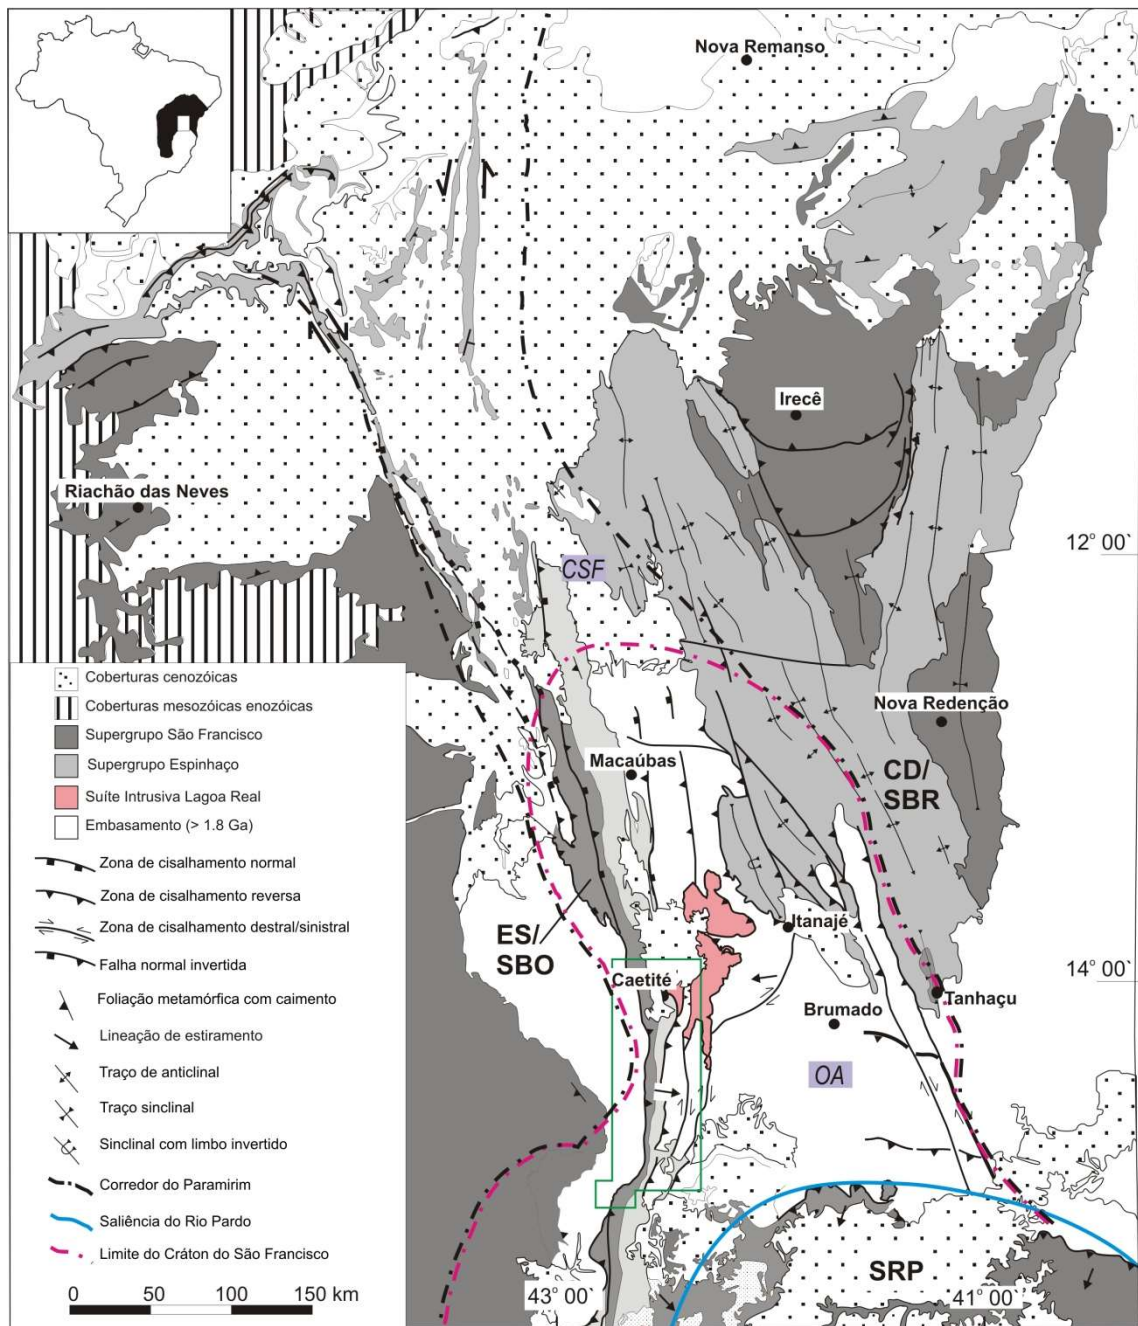 Nova Remanso
Irecê
Riachão das Neves
12° 00`
CSF
Nova Redenção
Macaúbas
CD/
SBR
Itanajé
ES/
SBO
14° 00`
Caetité
Tanhaçu
Brumado
OA
SRP
43° 00'
41° 00'
Coberturas cenozóicas
Coberturas mesozóicas enozóicas
Supergrupo São Francisco
Supergrupo Espinhaço
Suíte Intrusiva Lagoa Real
Embasamento (> 1.8 Ga)
Zona de cisalhamento normal
Zona de cisalhamento reversa
Zona de cisalhamento destral/sinistral
Falha normal invertida
Foliação metamórfica com caimento
Lineação de estiramento
Traço de anticlinal
Traço sinclinal
Sinclinal com limbo invertido
Corredor do Paramirim
Saliência do Rio Pardo
Limite do Cráton do São Francisco
0 50 100 150 km